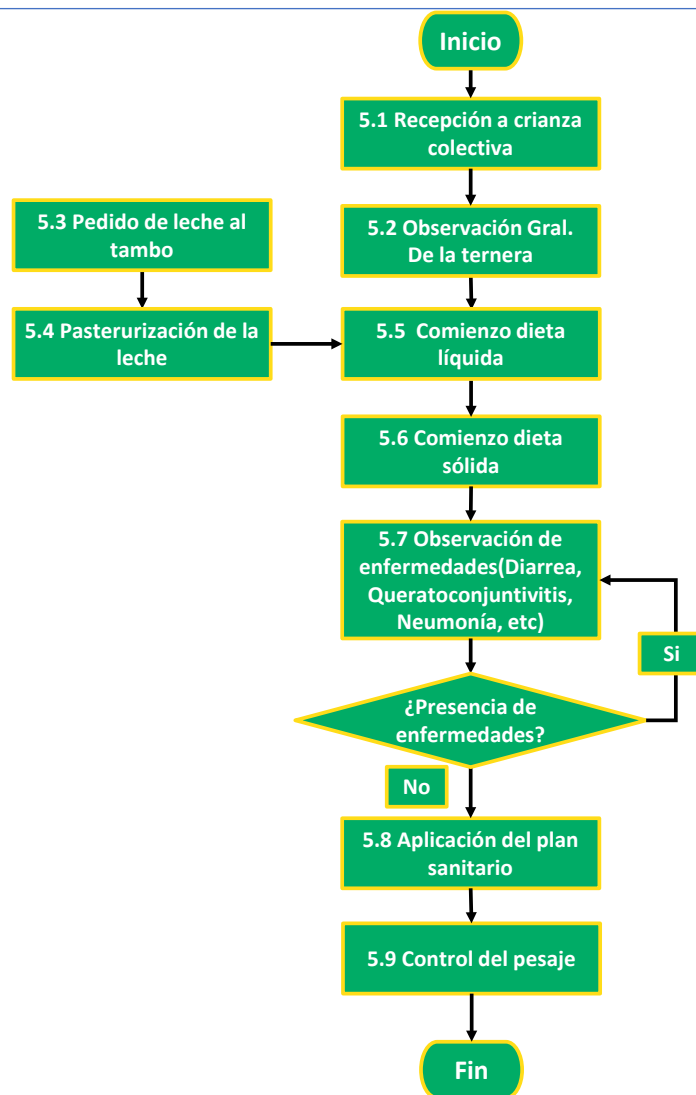 Inicio
5.1 Recepción a crianza
colectiva
5.3 Pedido de leche al
tambo
5.2 Observación Gral.
De la ternera
5.4 Pasterurización de la
leche
5.5 Comienzo dieta
líquida
5.6 Comienzo dieta
sólida
5.7 Observación de
enfermedades(Diarrea,
Queratoconjuntivitis,
Neumonía, etc)
Si
¿Presencia de
enfermedades?
No
5.8 Aplicación del plan
sanitario
5.9 Control del pesaje
Fin